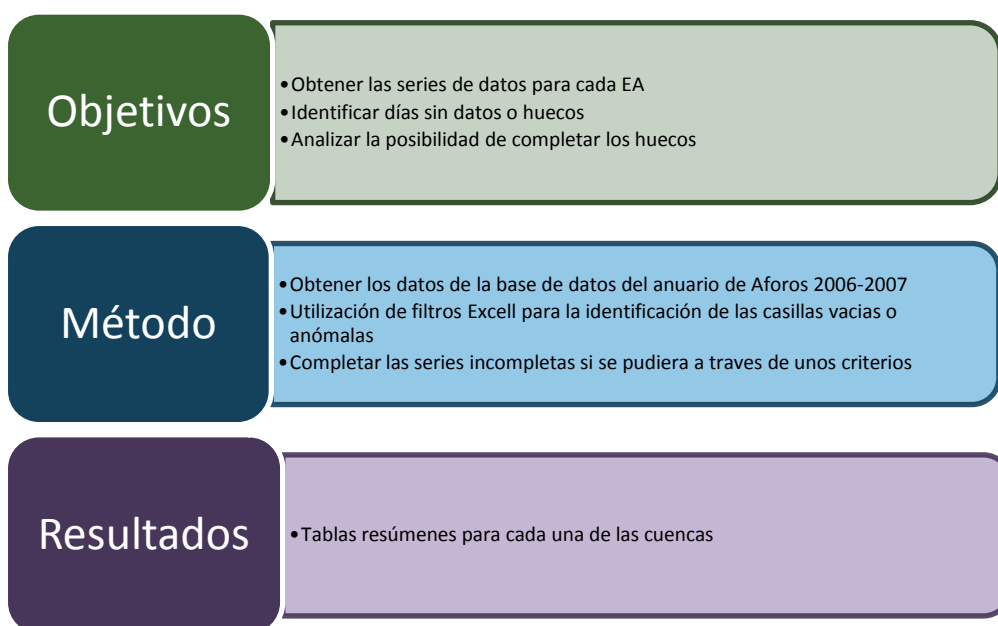 Objetivos
•Obtener las series de datos para cada EA
•Identificar días sin datos o huecos
•Analizar la posibilidad de completar los huecos
Método
•Obtener los datos de la base de datos del anuario de Aforos 2006-2007
•Utilización de filtros Excell para la identificación de las casillas vacias o
anómalas
•Completar las series incompletas si se pudiera a traves de unos criterios
Resultados
•Tablas resúmenes para cada una de las cuencas